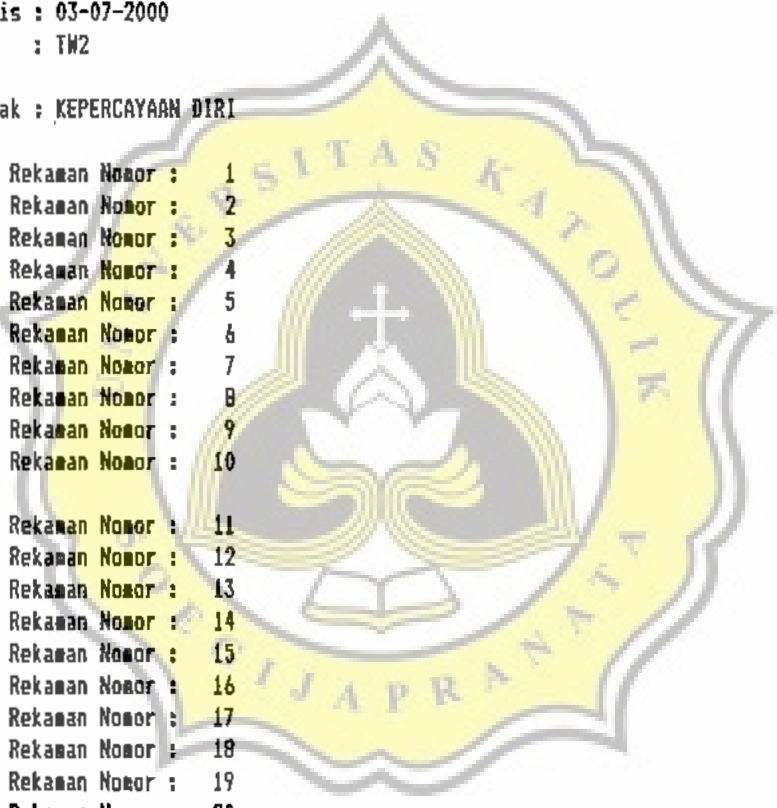 is : 03-07-2000
: TW2
ak : KEPERCAYAAN DIRI
Rekaman Nomor : 1
Rekaman Nomor : 2
Rekaman Nomor : 3
Rekaman Nomor : 4
Rekaman Nomor : 5
Rekaman Nomor : 6
Rekaman Nomor : 7
Rekaman Nomor : 8
Rekaman Nomor : 9
Rekaman Nomor : 10
Rekaman Nomor : 11
Rekaman Nomor : 12
Rekaman Nomor : 13
Rekaman Nomor : 14
Rekaman Nomor : 15
Rekaman Nomor : 16
Rekaman Nomor : 17
Rekaman Nomor : 18
Rekaman Nomor : 19
UNIVERSITAS KATOLIK
SOEGIJAPRANATA